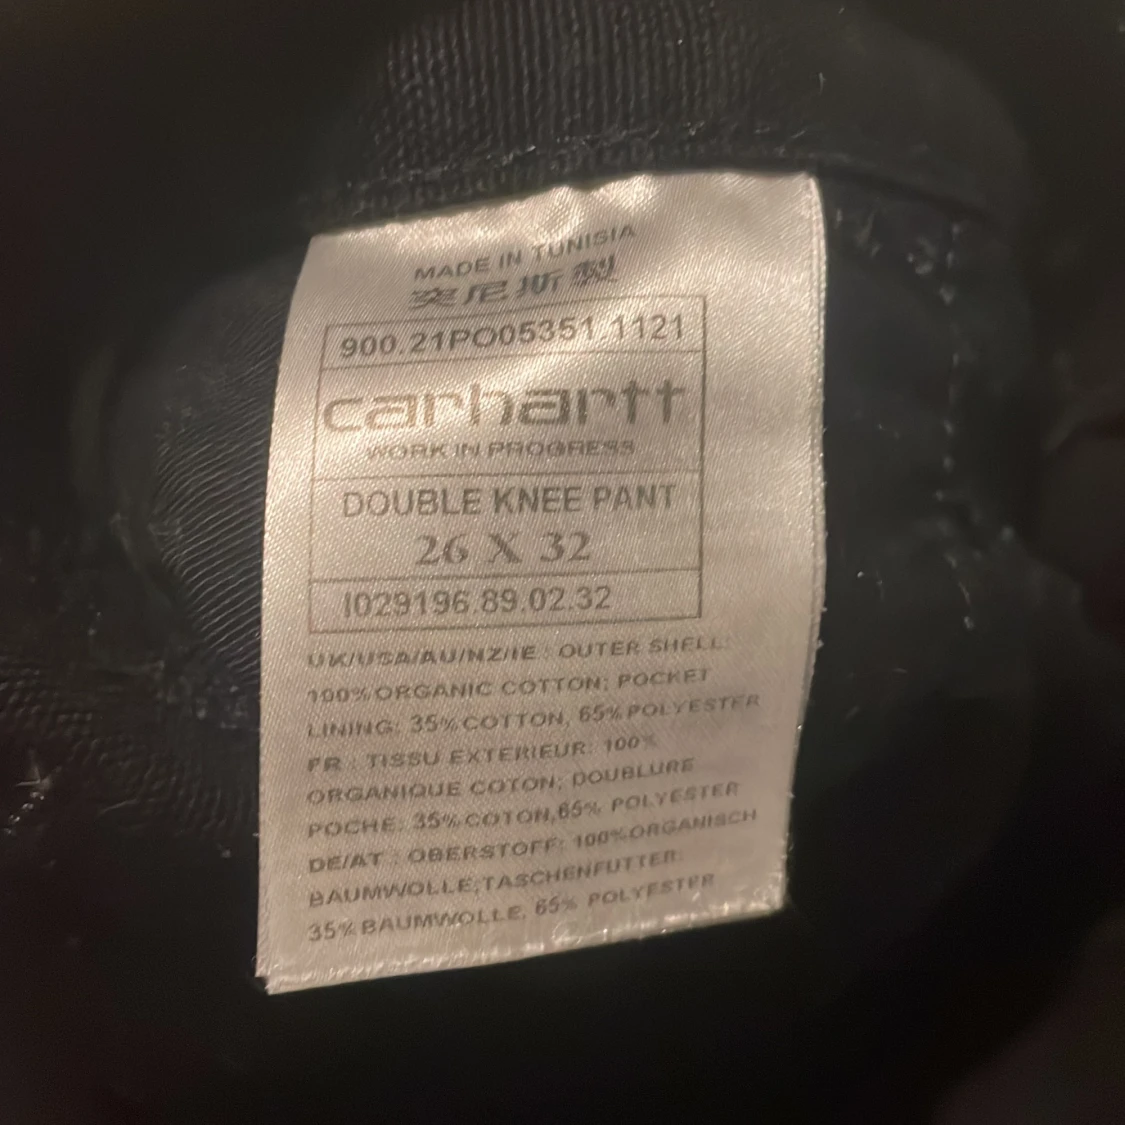 MADE IN TUNISIA
突尼斯製
900.21PO05351.1121
carhartt
WORK IN PROGRESS
DOUBLE KNEE PANT
26 X 32
I029196.89.02.32
UK/USA/AU/NZ/IE : OUTER SHELL:
100%ORGANIC COTTON; POCKET
LINING: 35%COTTON, 65%POLYESTER
FR : TISSU EXTERIEUR: 100%
ORGANIQUE COTON; DOUBLURE
POCHE: 35%COTON,65% POLYESTER
DE/AT : OBERSTOFF: 100%ORGANISCH
BAUMWOLLE;TASCHENFUTTER:
35%BAUMWOLLE, 65% POLYESTER